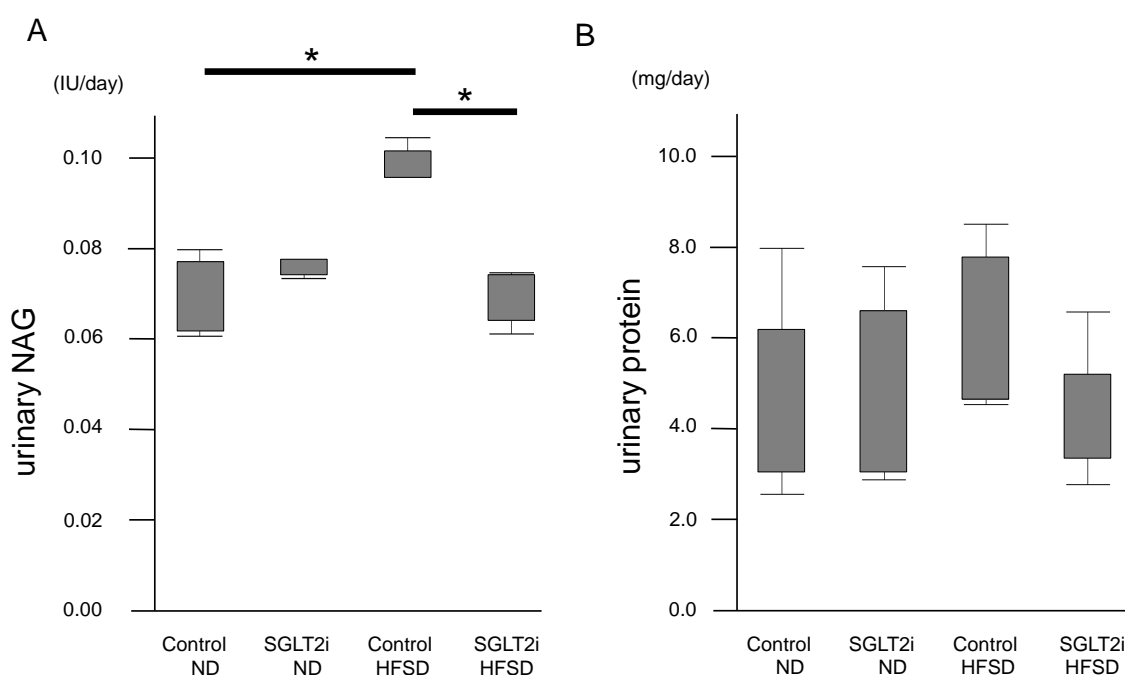 A
(IU/day)
*
*
urinary NAG
0.10
0.08
0.06
0.04
0.02
0.00
Control
ND
SGLT2i
ND
Control
HFSD
SGLT2i
HFSD
B
(mg/day)
urinary protein
10.0
8.0
6.0
4.0
2.0
0.0
Control
ND
SGLT2i
ND
Control
HFSD
SGLT2i
HFSD